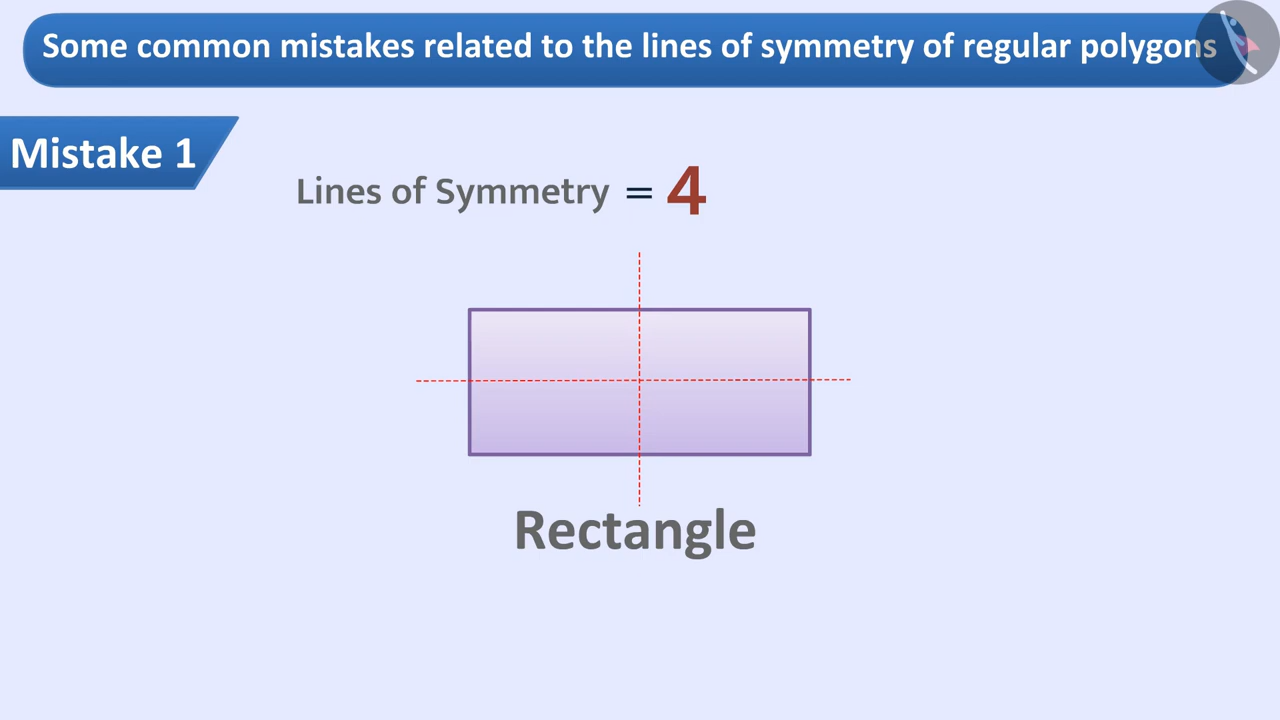 Some common mistakes related to the lines of symmetry of regular polygons
Mistake 1
Lines of Symmetry = 4
Rectangle